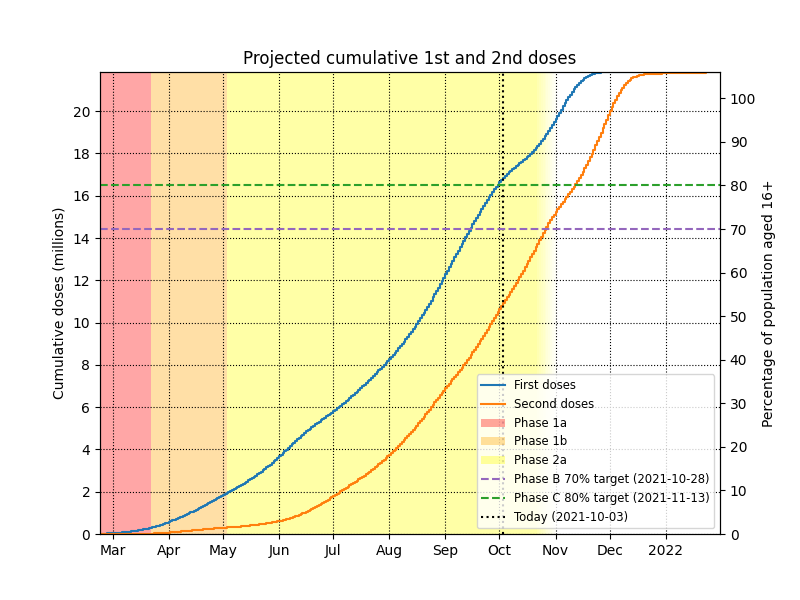 Projected cumulative 1st and 2nd doses
Cumulative doses (millions)
20
18
16
14
12
10
8
6
4
2
0
100
90
80
70
60
50
40
30
20
10
0
Percentage of population aged 16+
First doses
Second doses
Phase 1a
Phase 1b
Phase 2a
Phase B 70% target (2021-10-28)
Phase C 80% target (2021-11-13)
Today (2021-10-03)
Mar Apr May Jun Jul Aug Sep Oct Nov Dec 2022